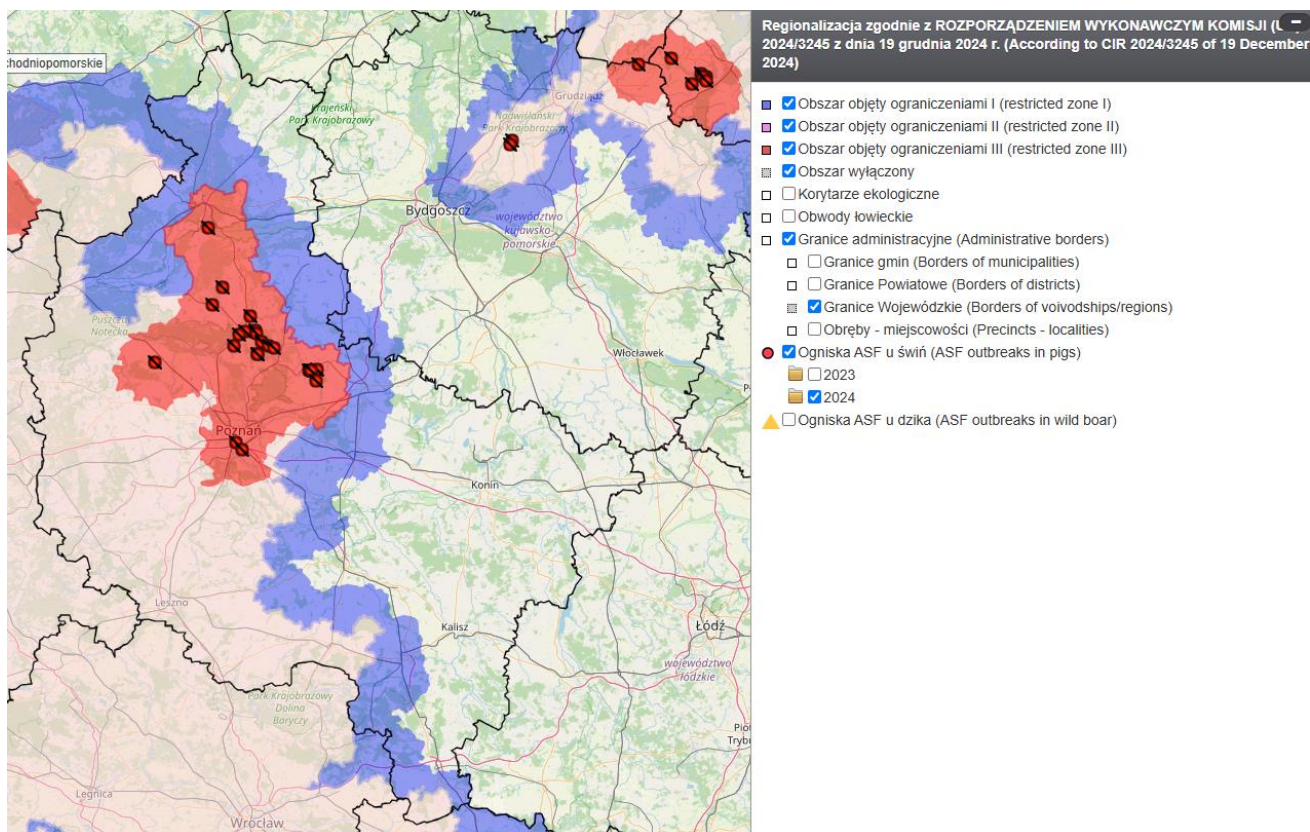 chodniopomorskie
Krajeński
Park Krajobrazowy
Grudziądz
Nadwiślański
Park Krajobrazowy
Bydgoszcz
województwo
kujawsko-
pomorskie
Puszcza
Notecka
Włocławek
Poznań
Konin
Leszno
Kalisz
Łódź
województwo
łódzkie
Park Krajobrazowy
Dolina
Baryczy
Trybu
Legnica
Wrocław
Regionalizacja zgodnie z ROZPORZĄDZENIEM WYKONAWCZYM KOMISJI
2024/3245 z dnia 19 grudnia 2024 r. (According to CIR 2024/3245 of 19 December
2024)
Obszar objęty ograniczeniami I (restricted zone I)
Obszar objęty ograniczeniami II (restricted zone II)
Obszar objęty ograniczeniami III (restricted zone III)
Obszar wyłączony
Korytarze ekologiczne
Obwody łowieckie
Granice administracyjne (Administrative borders)
Granice gmin (Borders of municipalities)
Granice Powiatowe (Borders of districts)
Granice Wojewódzkie (Borders of voivodships/regions)
Obręby - miejscowości (Precincts - localities)
Ogniska ASF u świń (ASF outbreaks in pigs)
2023
2024
Ogniska ASF u dzika (ASF outbreaks in wild boar)